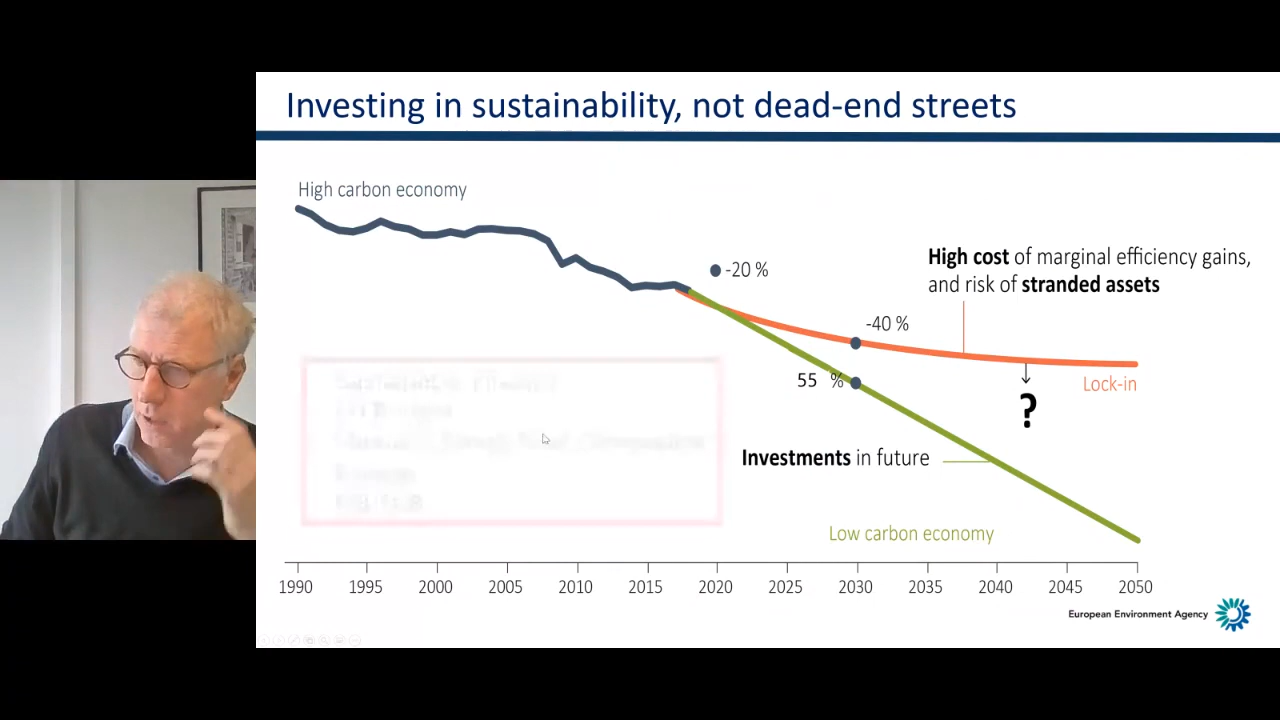 Investing in sustainability, not dead-end streets
High carbon economy
High cost of marginal efficiency gains,
and risk of stranded assets
-20 %
-40 %
55 %
Lock-in
?
Investments in future
Low carbon economy
1990 1995 2000 2005 2010 2015 2020 2025 2030 2035 2040 2045 2050
European Environment Agency